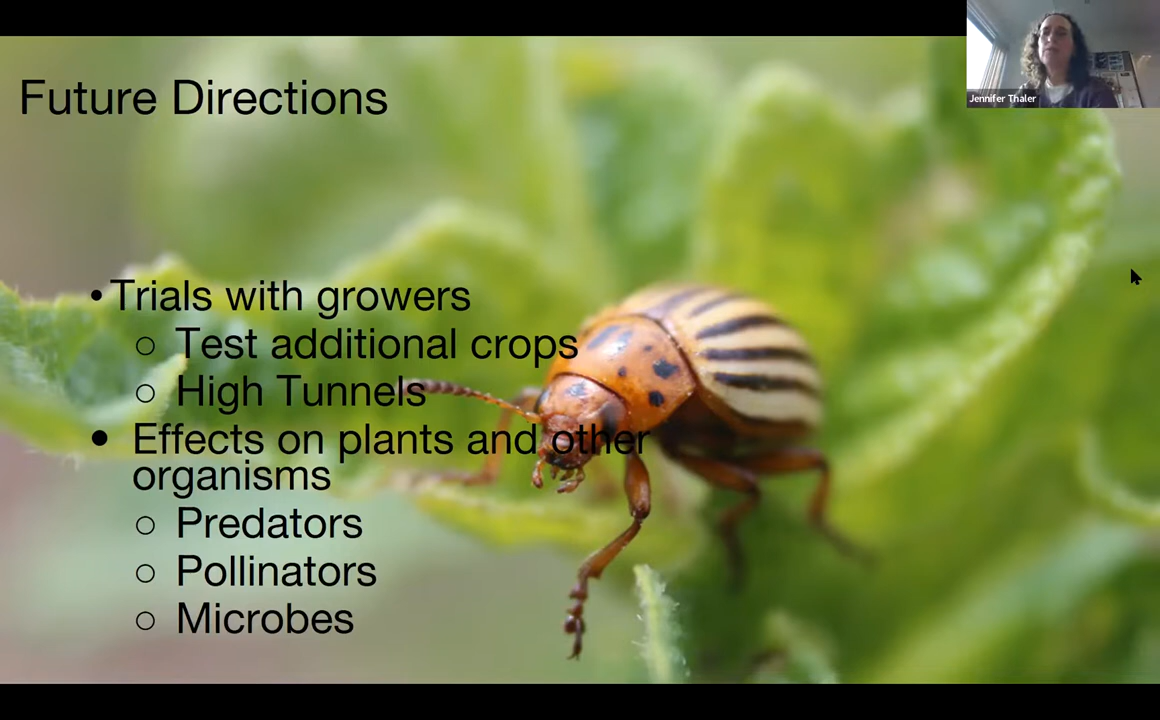 Jennifer Thaler
Future Directions
• Trials with growers
○ Test additional crops
○ High Tunnels
• Effects on plants and other
organisms
○ Predators
○ Pollinators
○ Microbes